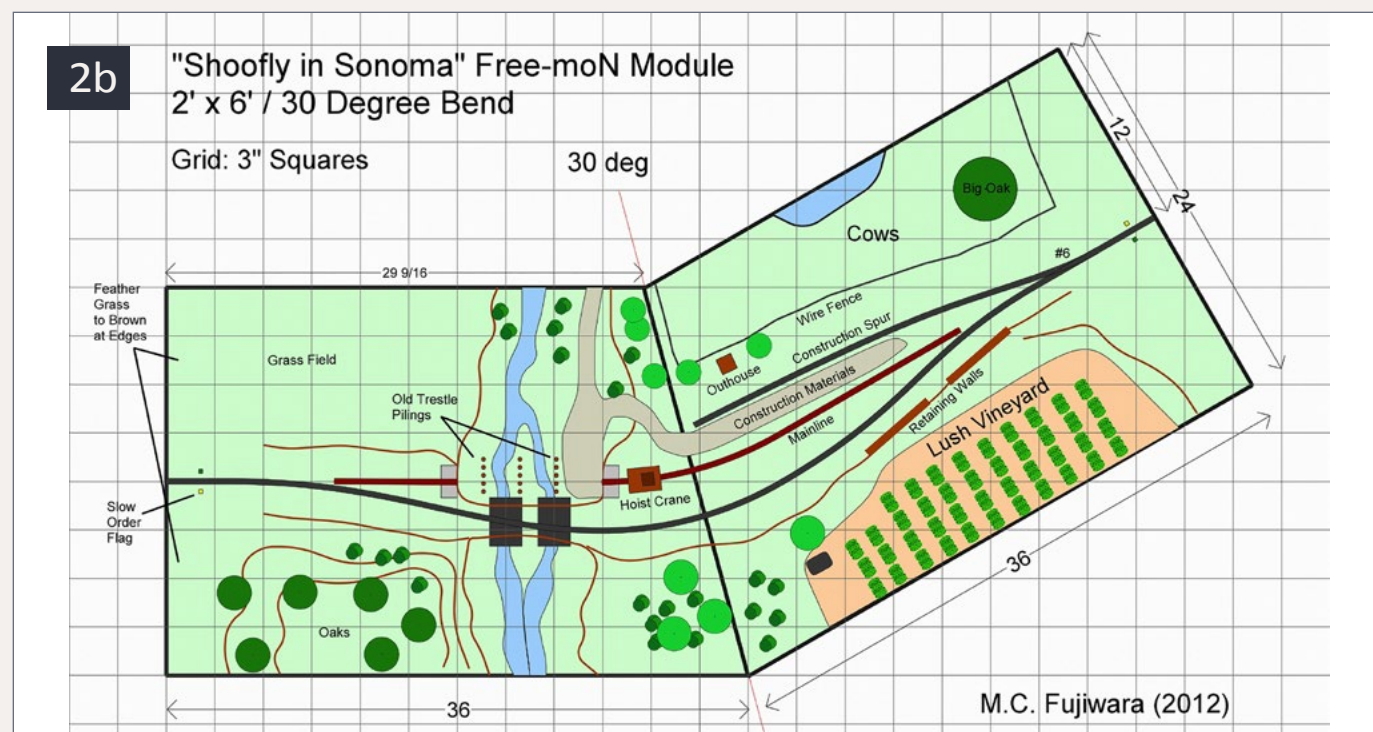 2b
"Shoofly in Sonoma" Free-moN Module
2' x 6' / 30 Degree Bend
Grid: 3" Squares
30 deg
12
24
Big Oak
Cows
#6
29 9/16
Feather
Grass
to Brown
at Edges
Wire Fence
Construction Spur
Grass Field
Outhouse
Construction Materials
Old Trestle
Pilings
Mainline
Retaining Walls
Lush Vineyard
Hoist Crane
Slow
Order
Flag
36
Oaks
36
M.C. Fujiwara (2012)